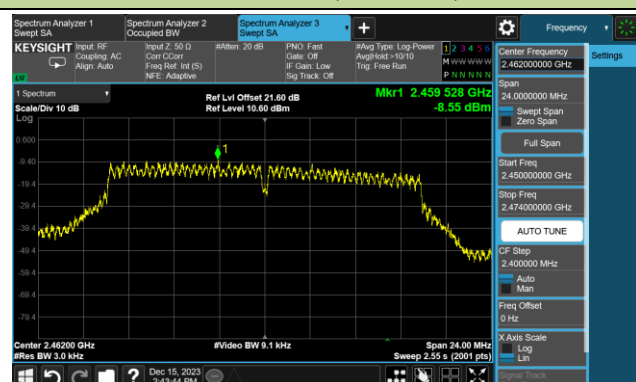 Spectrum Analyzer 1
Swept SA
Spectrum Analyzer 2
Occupied BW
Spectrum Analyzer 3
Swept SA
Frequency
KEYSIGHT
Input: RF
Coupling: AC
Align: Auto
Input Z: 50 Ω
Corr CCorr
Freq Ref: Int (S)
NFE: Adaptive
#Atten: 20 dB
PNO: Fast
Gate: Off
IF Gain: Low
Sig Track: Off
#Avg Type: Log-Power
Avg|Hold:>10/10
Trig: Free Run
1 2 3 4 5 6
M W W W W W
P N N N N N
1 Spectrum
Scale/Div 10 dB
Log
Ref Lvl Offset 21.60 dB
Ref Level 10.60 dBm
Mkr1 2.459 528 GHz
-8.55 dBm
1
0.600
-9.40
-19.4
-29.4
-39.4
-49.4
-59.4
-69.4
-79.4
Center 2.46200 GHz
#Res BW 3.0 kHz
#Video BW 9.1 kHz
Span 24.00 MHz
Sweep 2.55 s (2001 pts)
Center Frequency
2.462000000 GHz
Settings
Span
24.0000000 MHz
Swept Span
Zero Span
Full Span
Start Freq
2.450000000 GHz
Stop Freq
2.474000000 GHz
AUTO TUNE
CF Step
2.400000 MHz
Auto
Man
Freq Offset
0 Hz
X Axis Scale
Log
Lin
Signal Track
Dec 15, 2023
2:43:44 PM